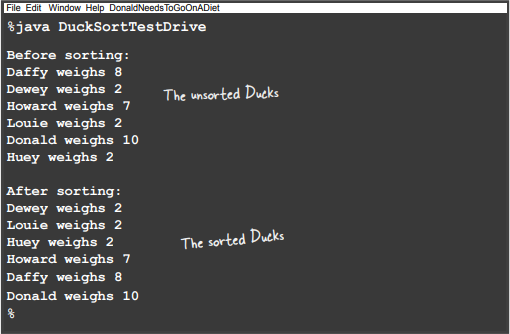 File Edit Window Help DonaldNeedsToGoOnADiet
%java DuckSortTestDrive
Before sorting:
Daffy weighs 8
Dewey weighs 2
Howard weighs 7
Louie weighs 2
Donald weighs 10
Huey weighs 2
The unsorted Ducks
After sorting:
Dewey weighs 2
Louie weighs 2
Huey weighs 2
Howard weighs 7
Daffy weighs 8
Donald weighs 10
%
The sorted Ducks